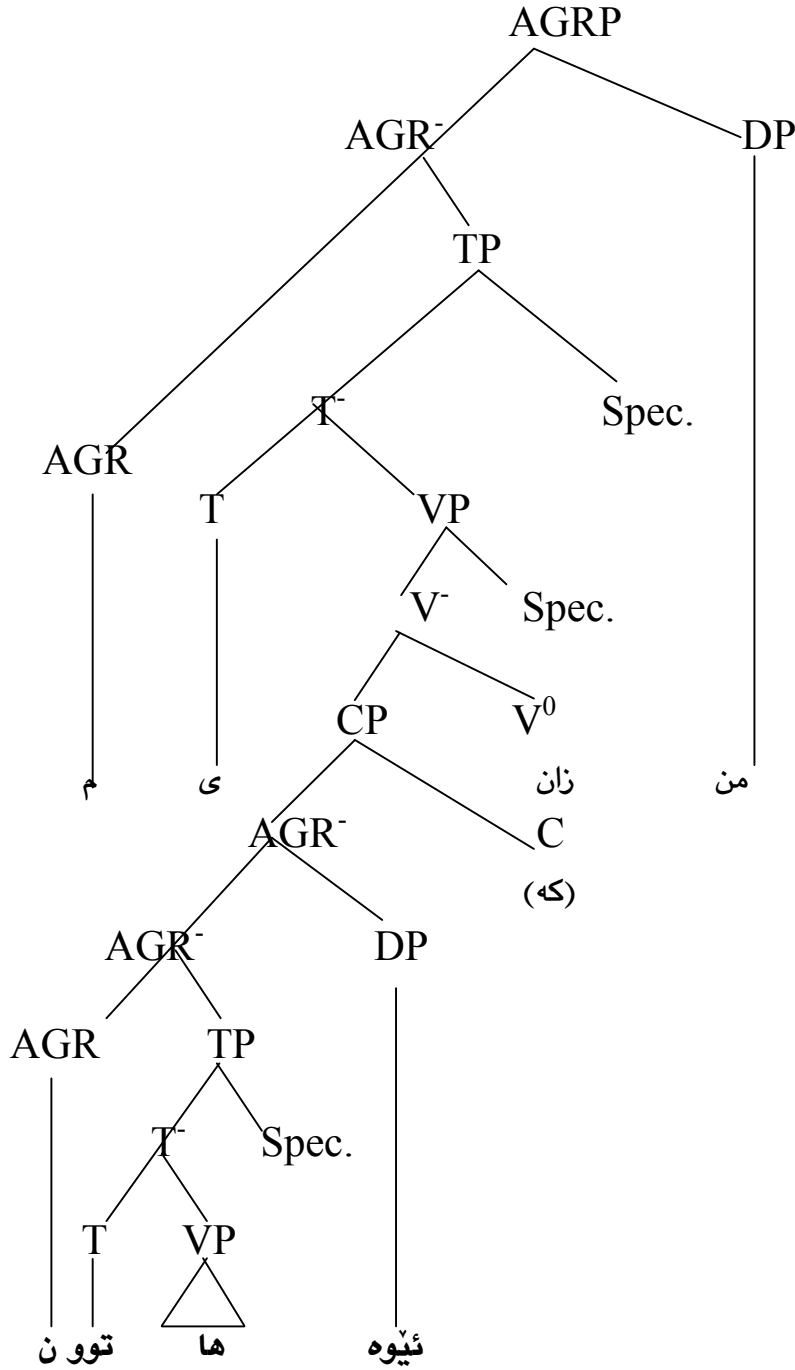 AGRP
AGR⁻ DP
TP
T⁻ Spec.
AGR
T VP
V⁻ Spec.
CP V⁰
من زان ی م
AGR⁻ C
(که)
AGR⁻ DP
AGR TP
T⁻ Spec.
T VP
ئێوه ها توو ن